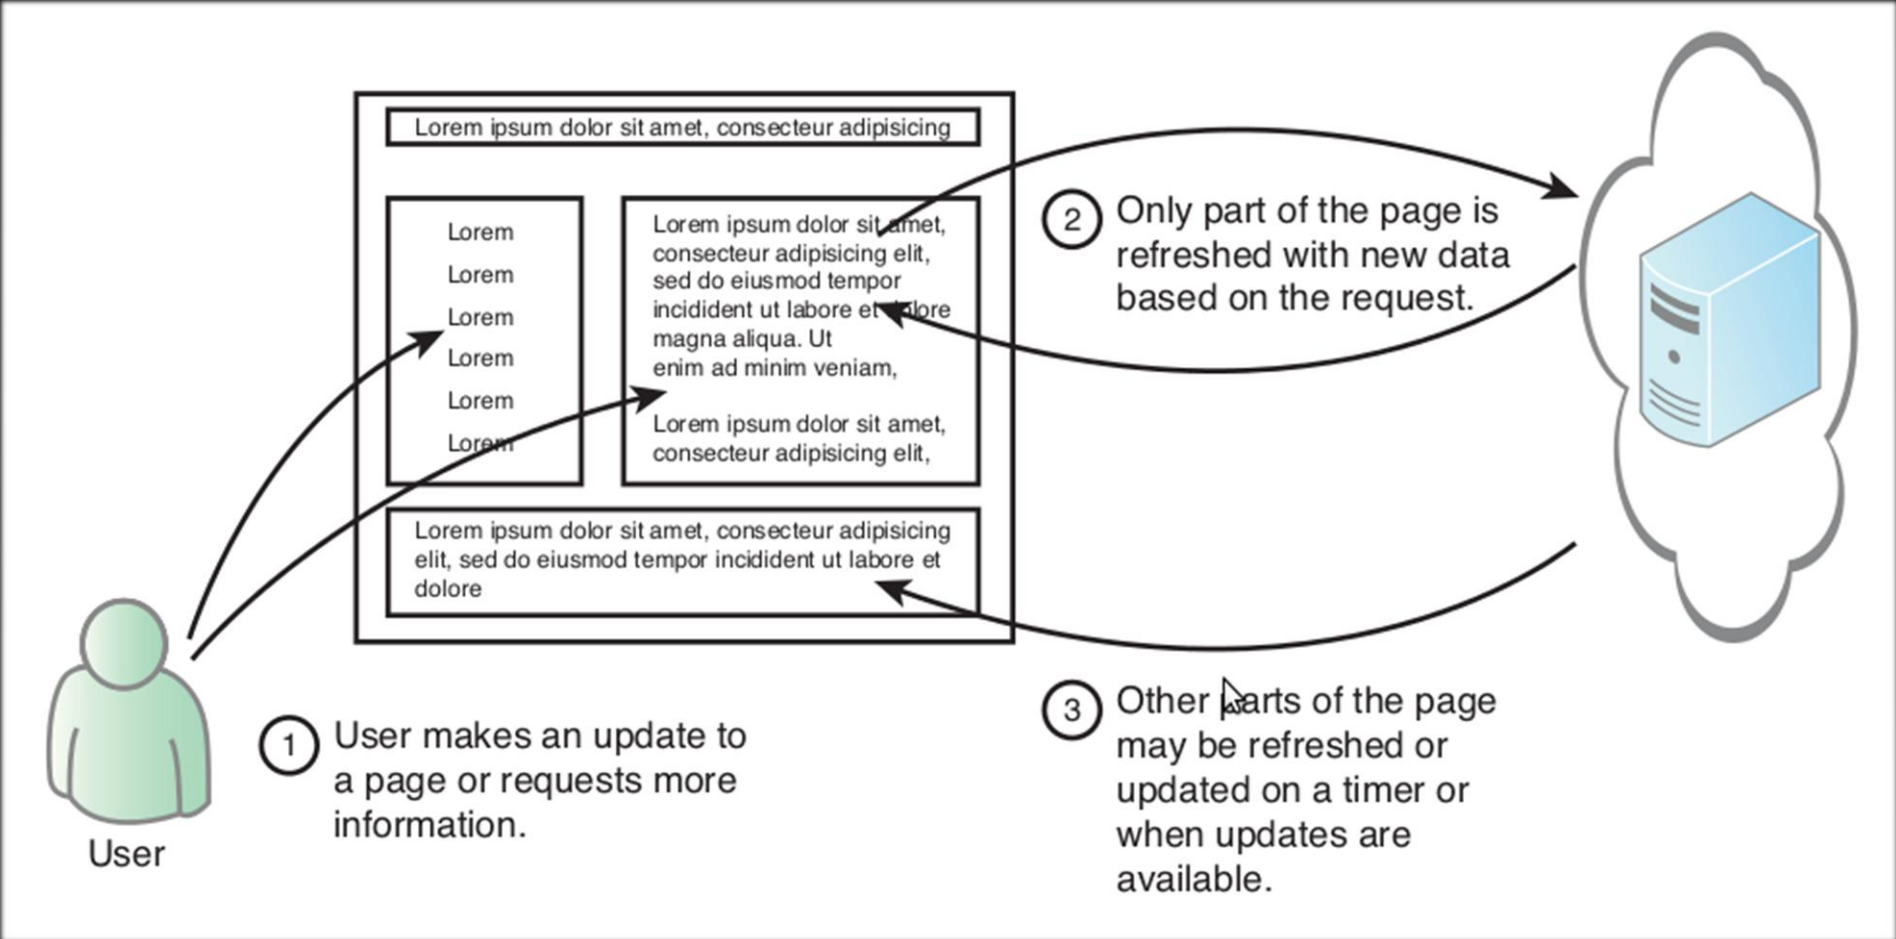 Lorem ipsum dolor sit amet, consecteur adipisicing
Lorem
Lorem
Lorem
Lorem
Lorem
Lorem
Lorem ipsum dolor sit amet,
consecteur adipisicing elit,
sed do eiusmod tempor
incidident ut labore et dolore
magna aliqua. Ut
enim ad minim veniam,
Lorem ipsum dolor sit amet,
consecteur adipisicing elit,
Lorem ipsum dolor sit amet, consecteur adipisicing
elit, sed do eiusmod tempor incidident ut labore et
dolore
2 Only part of the page is
refreshed with new data
based on the request.
User
1 User makes an update to
a page or requests more
information.
3 Other parts of the page
may be refreshed or
updated on a timer or
when updates are
available.